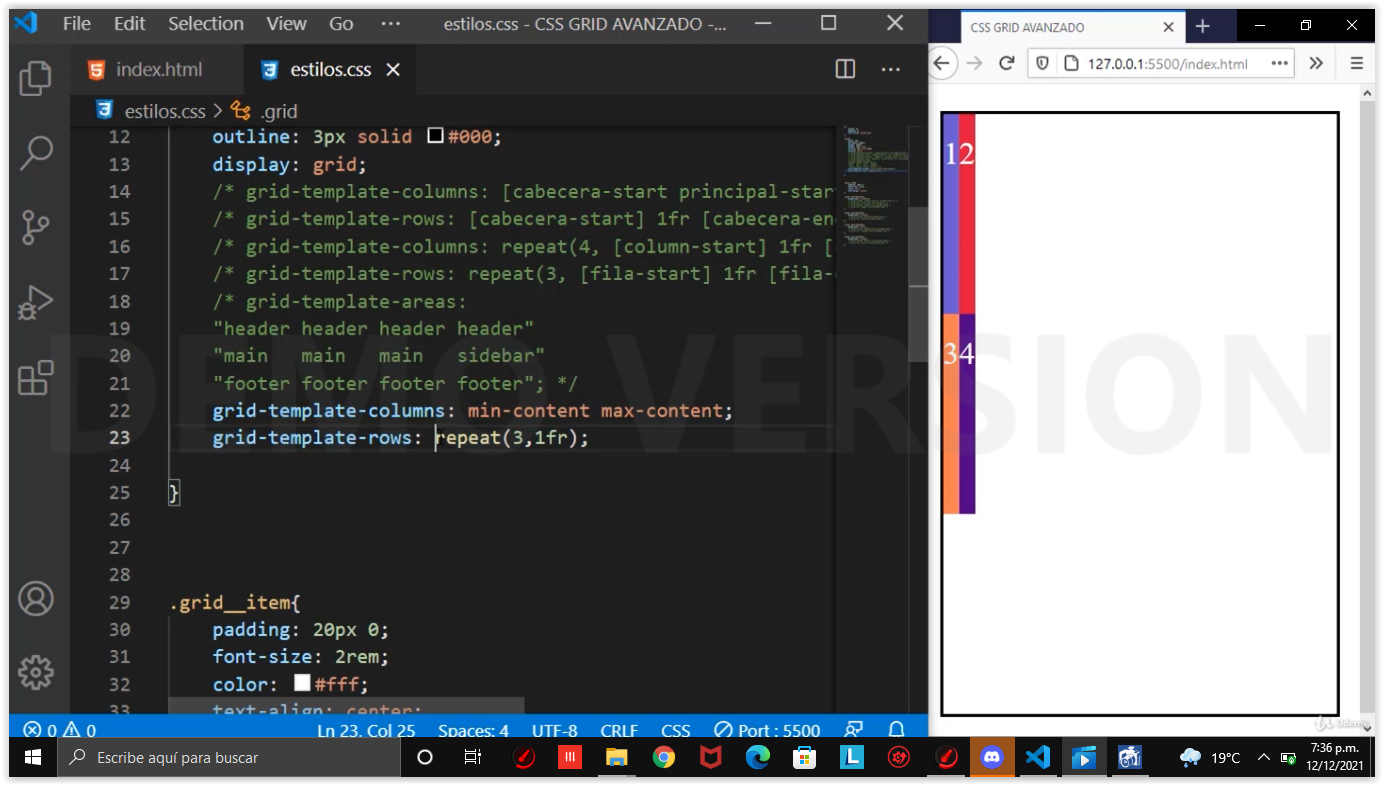 File Edit Selection View Go ··· estilos.css - CSS GRID AVANZADO -...
CSS GRID AVANZADO
index.html
estilos.css
127.0.0.1:5500/index.html
estilos.css > .grid
12 outline: 3px solid #000;
13 display: grid;
14 /* grid-template-columns: [cabecera-start principal-star
15 /* grid-template-rows: [cabecera-start] 1fr [cabecera-en
16 /* grid-template-columns: repeat(4, [column-start] 1fr [
17 /* grid-template-rows: repeat(3, [fila-start] 1fr [fila-
18 /* grid-template-areas:
19 "header header header header"
20 "main main main sidebar"
21 "footer footer footer footer"; */
22 grid-template-columns: min-content max-content;
23 grid-template-rows: repeat(3,1fr);
24
25 }
26
27
28
29 .grid__item{
30 padding: 20px 0;
31 font-size: 2rem;
32 color: #fff;
33 text-align: center;
12
34
DEMO VERSION
0 0 Ln 23, Col 25 Spaces: 4 UTF-8 CRLF CSS Port : 5500
Udemy
Escribe aquí para buscar
19°C
7:36 p.m.
12/12/2021